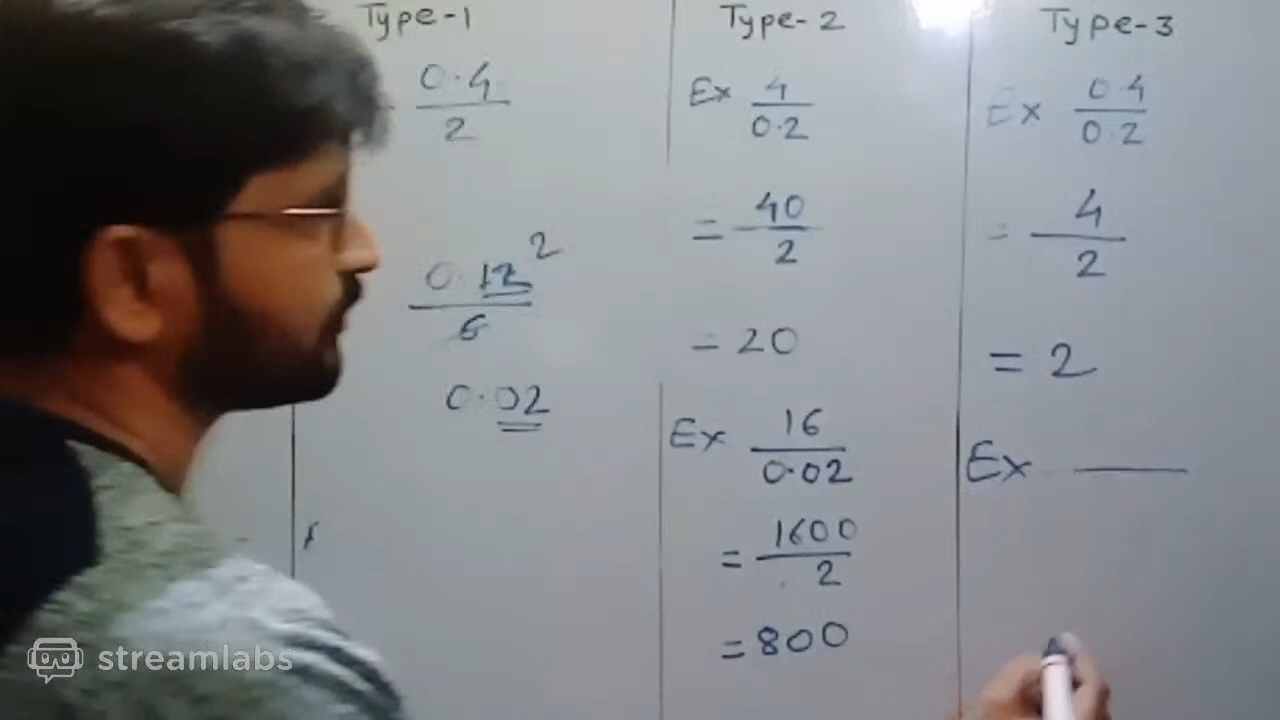 Type-1
0.4
2
0.12 2
6
0.02
Type-2
Ex 4
0.2
= 40
2
= 20
Ex 16
0.02
= 1600
2
= 800
Type-3
Ex 0.4
0.2
= 4
2
= 2
Ex
streamlabs